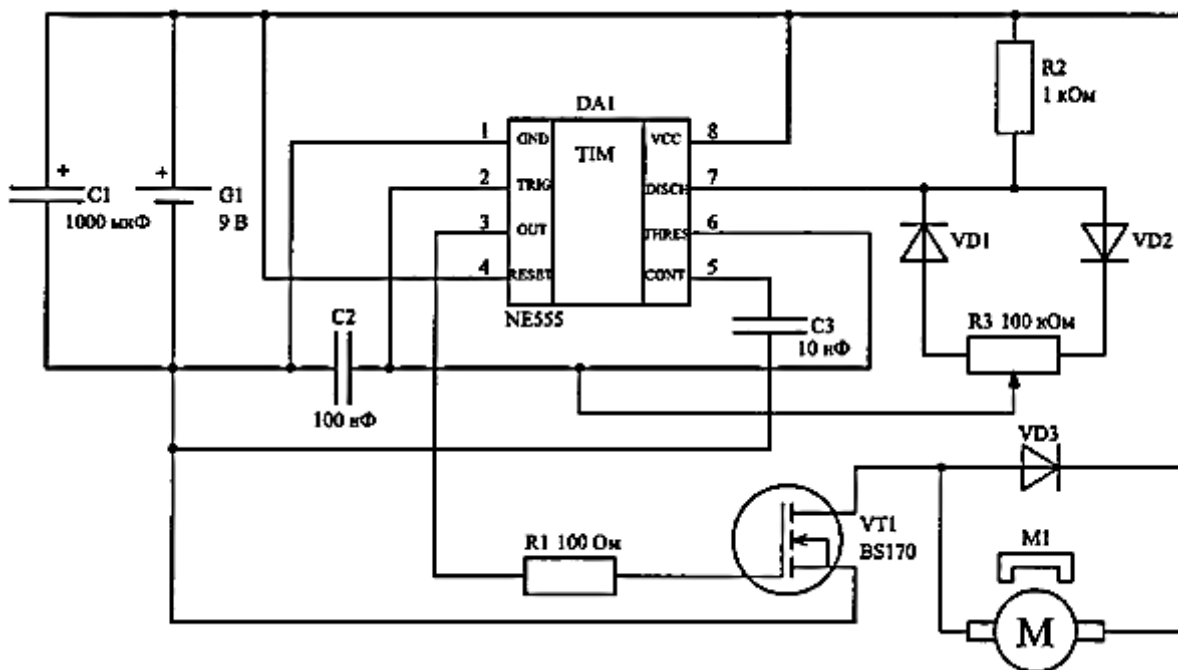 DA1
TIM
1
GND
2
TRIG
3
OUT
4
RESET
VCC
8
DISCH
7
THRES
6
CONT
5
NE555
R2
1 кОм
+
C1
1000 мкФ
+
G1
9 В
VD1
VD2
C2
100 нФ
C3
10 нФ
R3 100 кОм
VD3
VT1
BS170
R1 100 Ом
M1
M